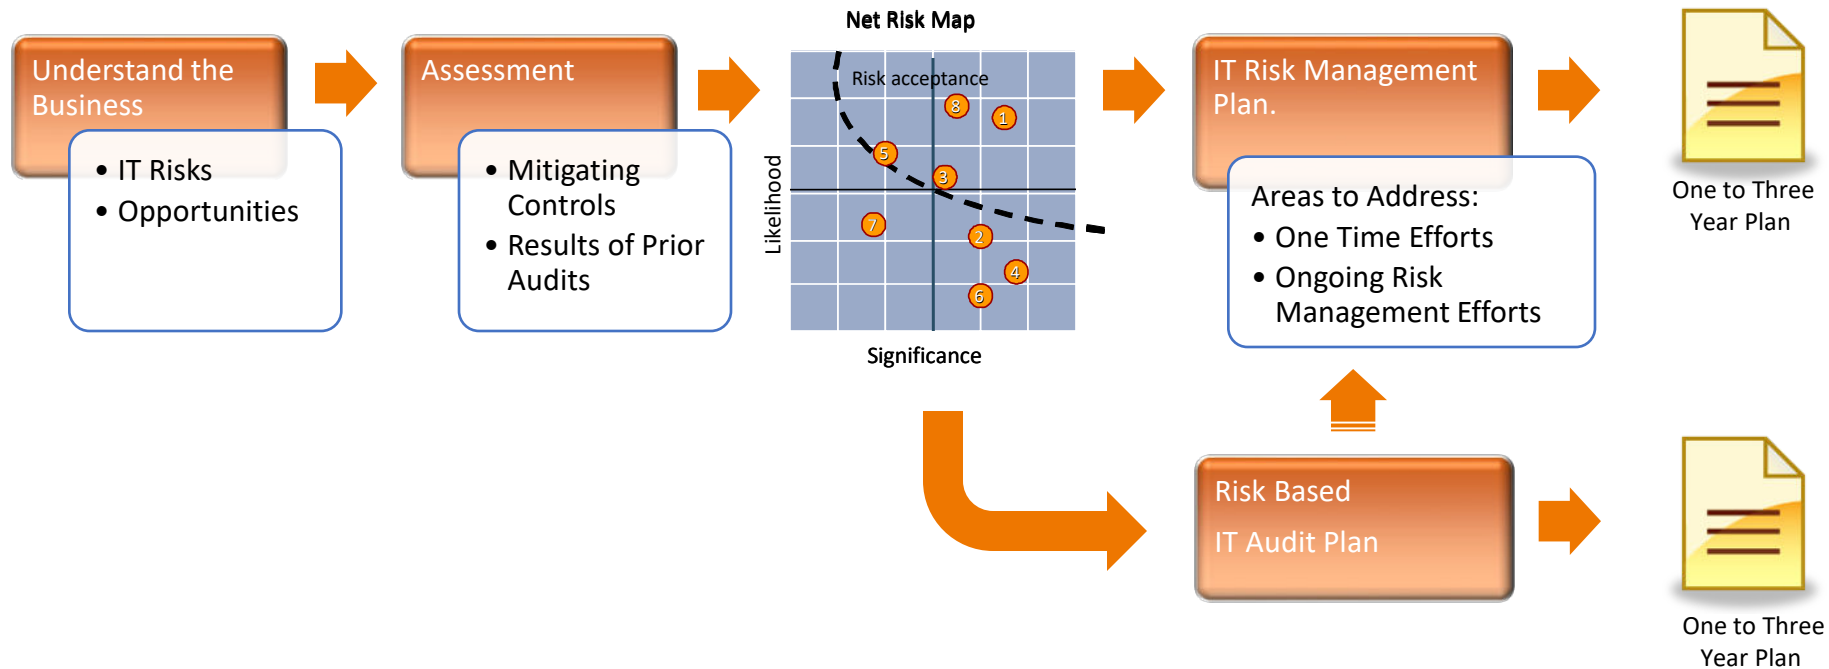 Understand the
Business
• IT Risks
• Opportunities
Assessment
• Mitigating
Controls
• Results of Prior
Audits
Net Risk Map
Risk acceptance
8
1
5
3
7
2
4
6
Likelihood
Significance
IT Risk Management
Plan.
Areas to Address:
• One Time Efforts
• Ongoing Risk
Management Efforts
One to Three
Year Plan
Risk Based
IT Audit Plan
One to Three
Year Plan